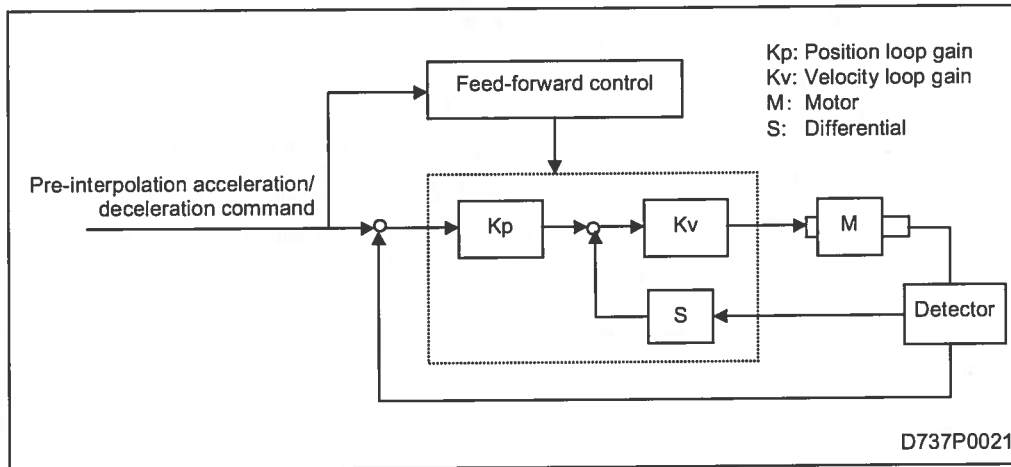 Kp: Position loop gain
Kv: Velocity loop gain
M: Motor
S: Differential
Feed-forward control
Pre-interpolation acceleration/
deceleration command
Kp
Kv
M
S
Detector
D737P0021